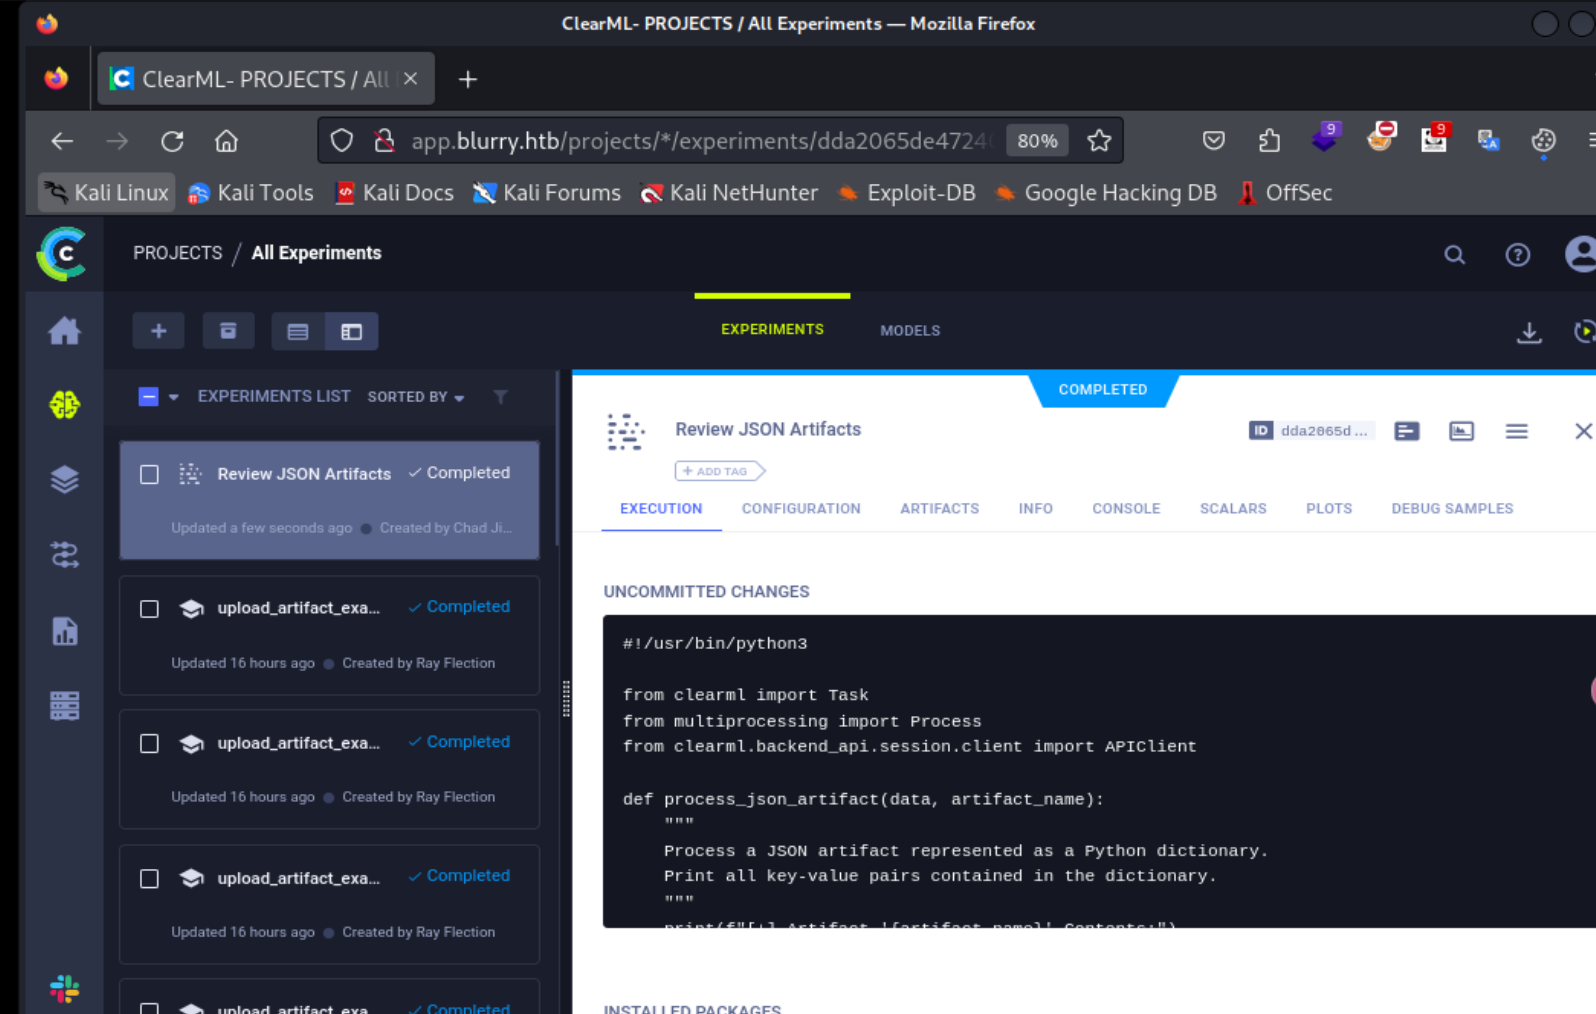 ClearML- PROJECTS / All Experiments — Mozilla Firefox
ClearML- PROJECTS / All
app.blurry.htb/projects/*/experiments/dda2065de4724
80%
9
9
Kali Linux
Kali Tools
Kali Docs
Kali Forums
Kali NetHunter
Exploit-DB
Google Hacking DB
OffSec
PROJECTS / All Experiments
EXPERIMENTS
MODELS
EXPERIMENTS LIST
SORTED BY
Review JSON Artifacts
Completed
Updated a few seconds ago
Created by Chad Ji...
upload_artifact_exa...
Completed
Updated 16 hours ago
Created by Ray Flection
upload_artifact_exa...
Completed
Updated 16 hours ago
Created by Ray Flection
upload_artifact_exa...
Completed
Updated 16 hours ago
Created by Ray Flection
upload_artifact_exa
Completed
COMPLETED
Review JSON Artifacts
ID dda2065d ...
+ ADD TAG
EXECUTION
CONFIGURATION
ARTIFACTS
INFO
CONSOLE
SCALARS
PLOTS
DEBUG SAMPLES
UNCOMMITTED CHANGES
#!/usr/bin/python3
from clearml import Task
from multiprocessing import Process
from clearml.backend_api.session.client import APIClient
def process_json_artifact(data, artifact_name):
"""
Process a JSON artifact represented as a Python dictionary.
Print all key-value pairs contained in the dictionary.
"""
print(f"[+] Artifact '{artifact_name}' Contents:")
INSTALLED PACKAGES